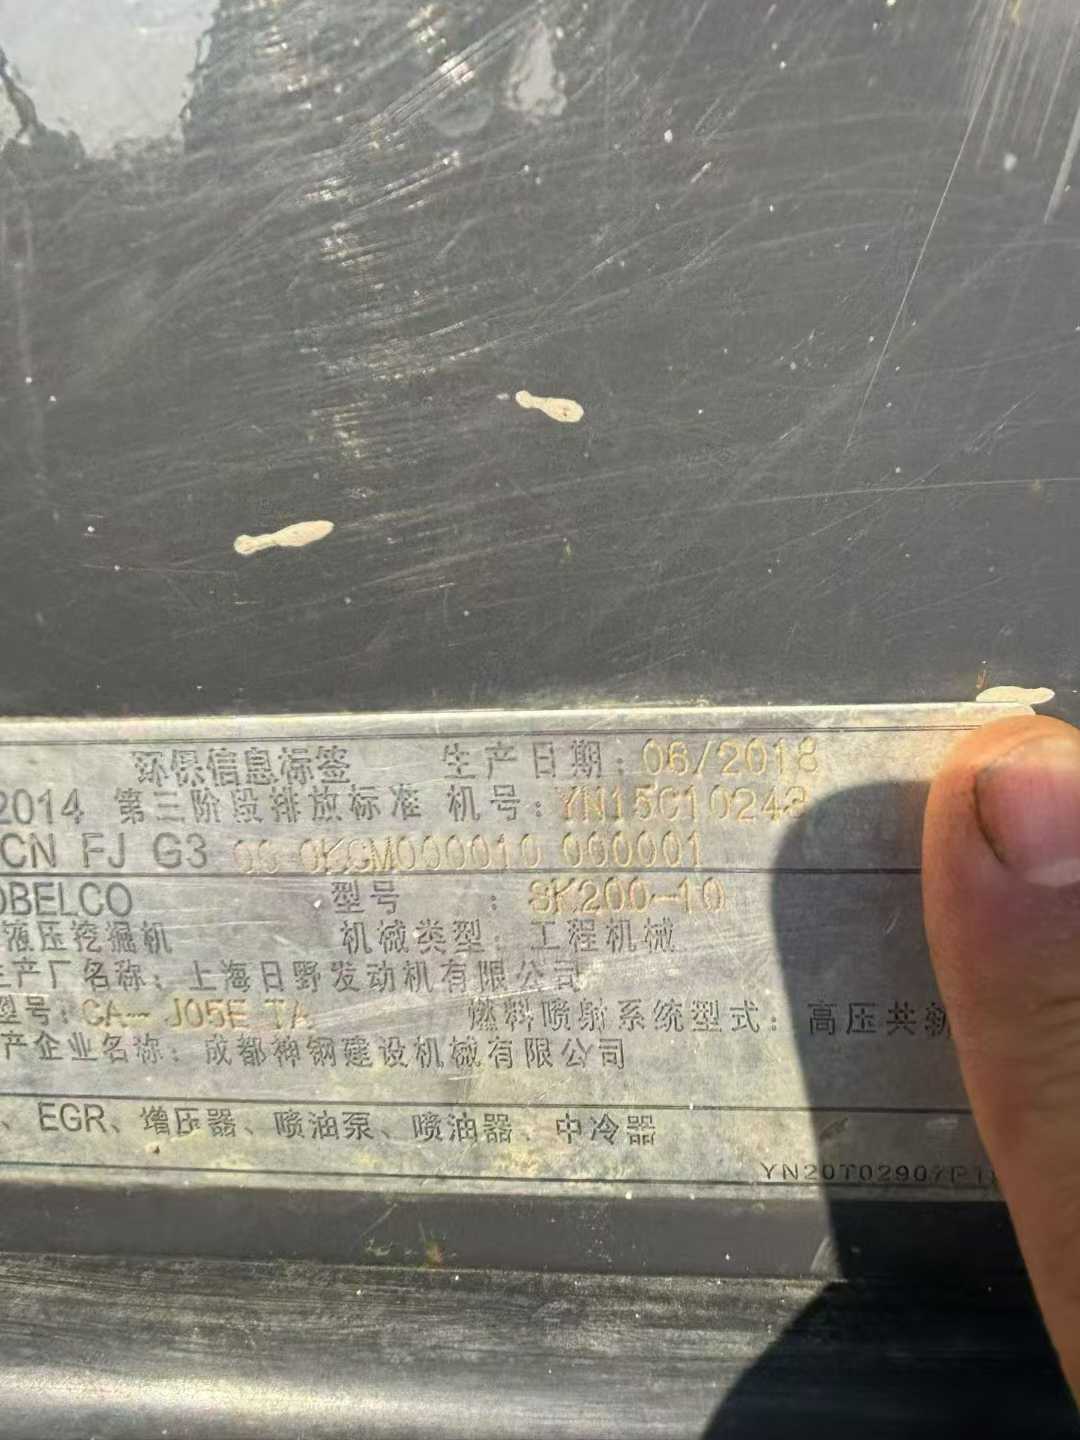 环保信息标签 生产日期：06/2018
2014 第三阶段排放标准 机号：YN15C10248
CN FJ G3 00 0KGM000010 000001
OBELCO 型号：SK200-10
液压挖掘机 机械类型：工程机械
生产厂名称：上海日野发动机有限公司
型号：CA-J05E TA 燃料喷射系统型式：高压共轨
产企业名称：成都神钢建设机械有限公司
、EGR、增压器、喷油泵、喷油器、中冷器